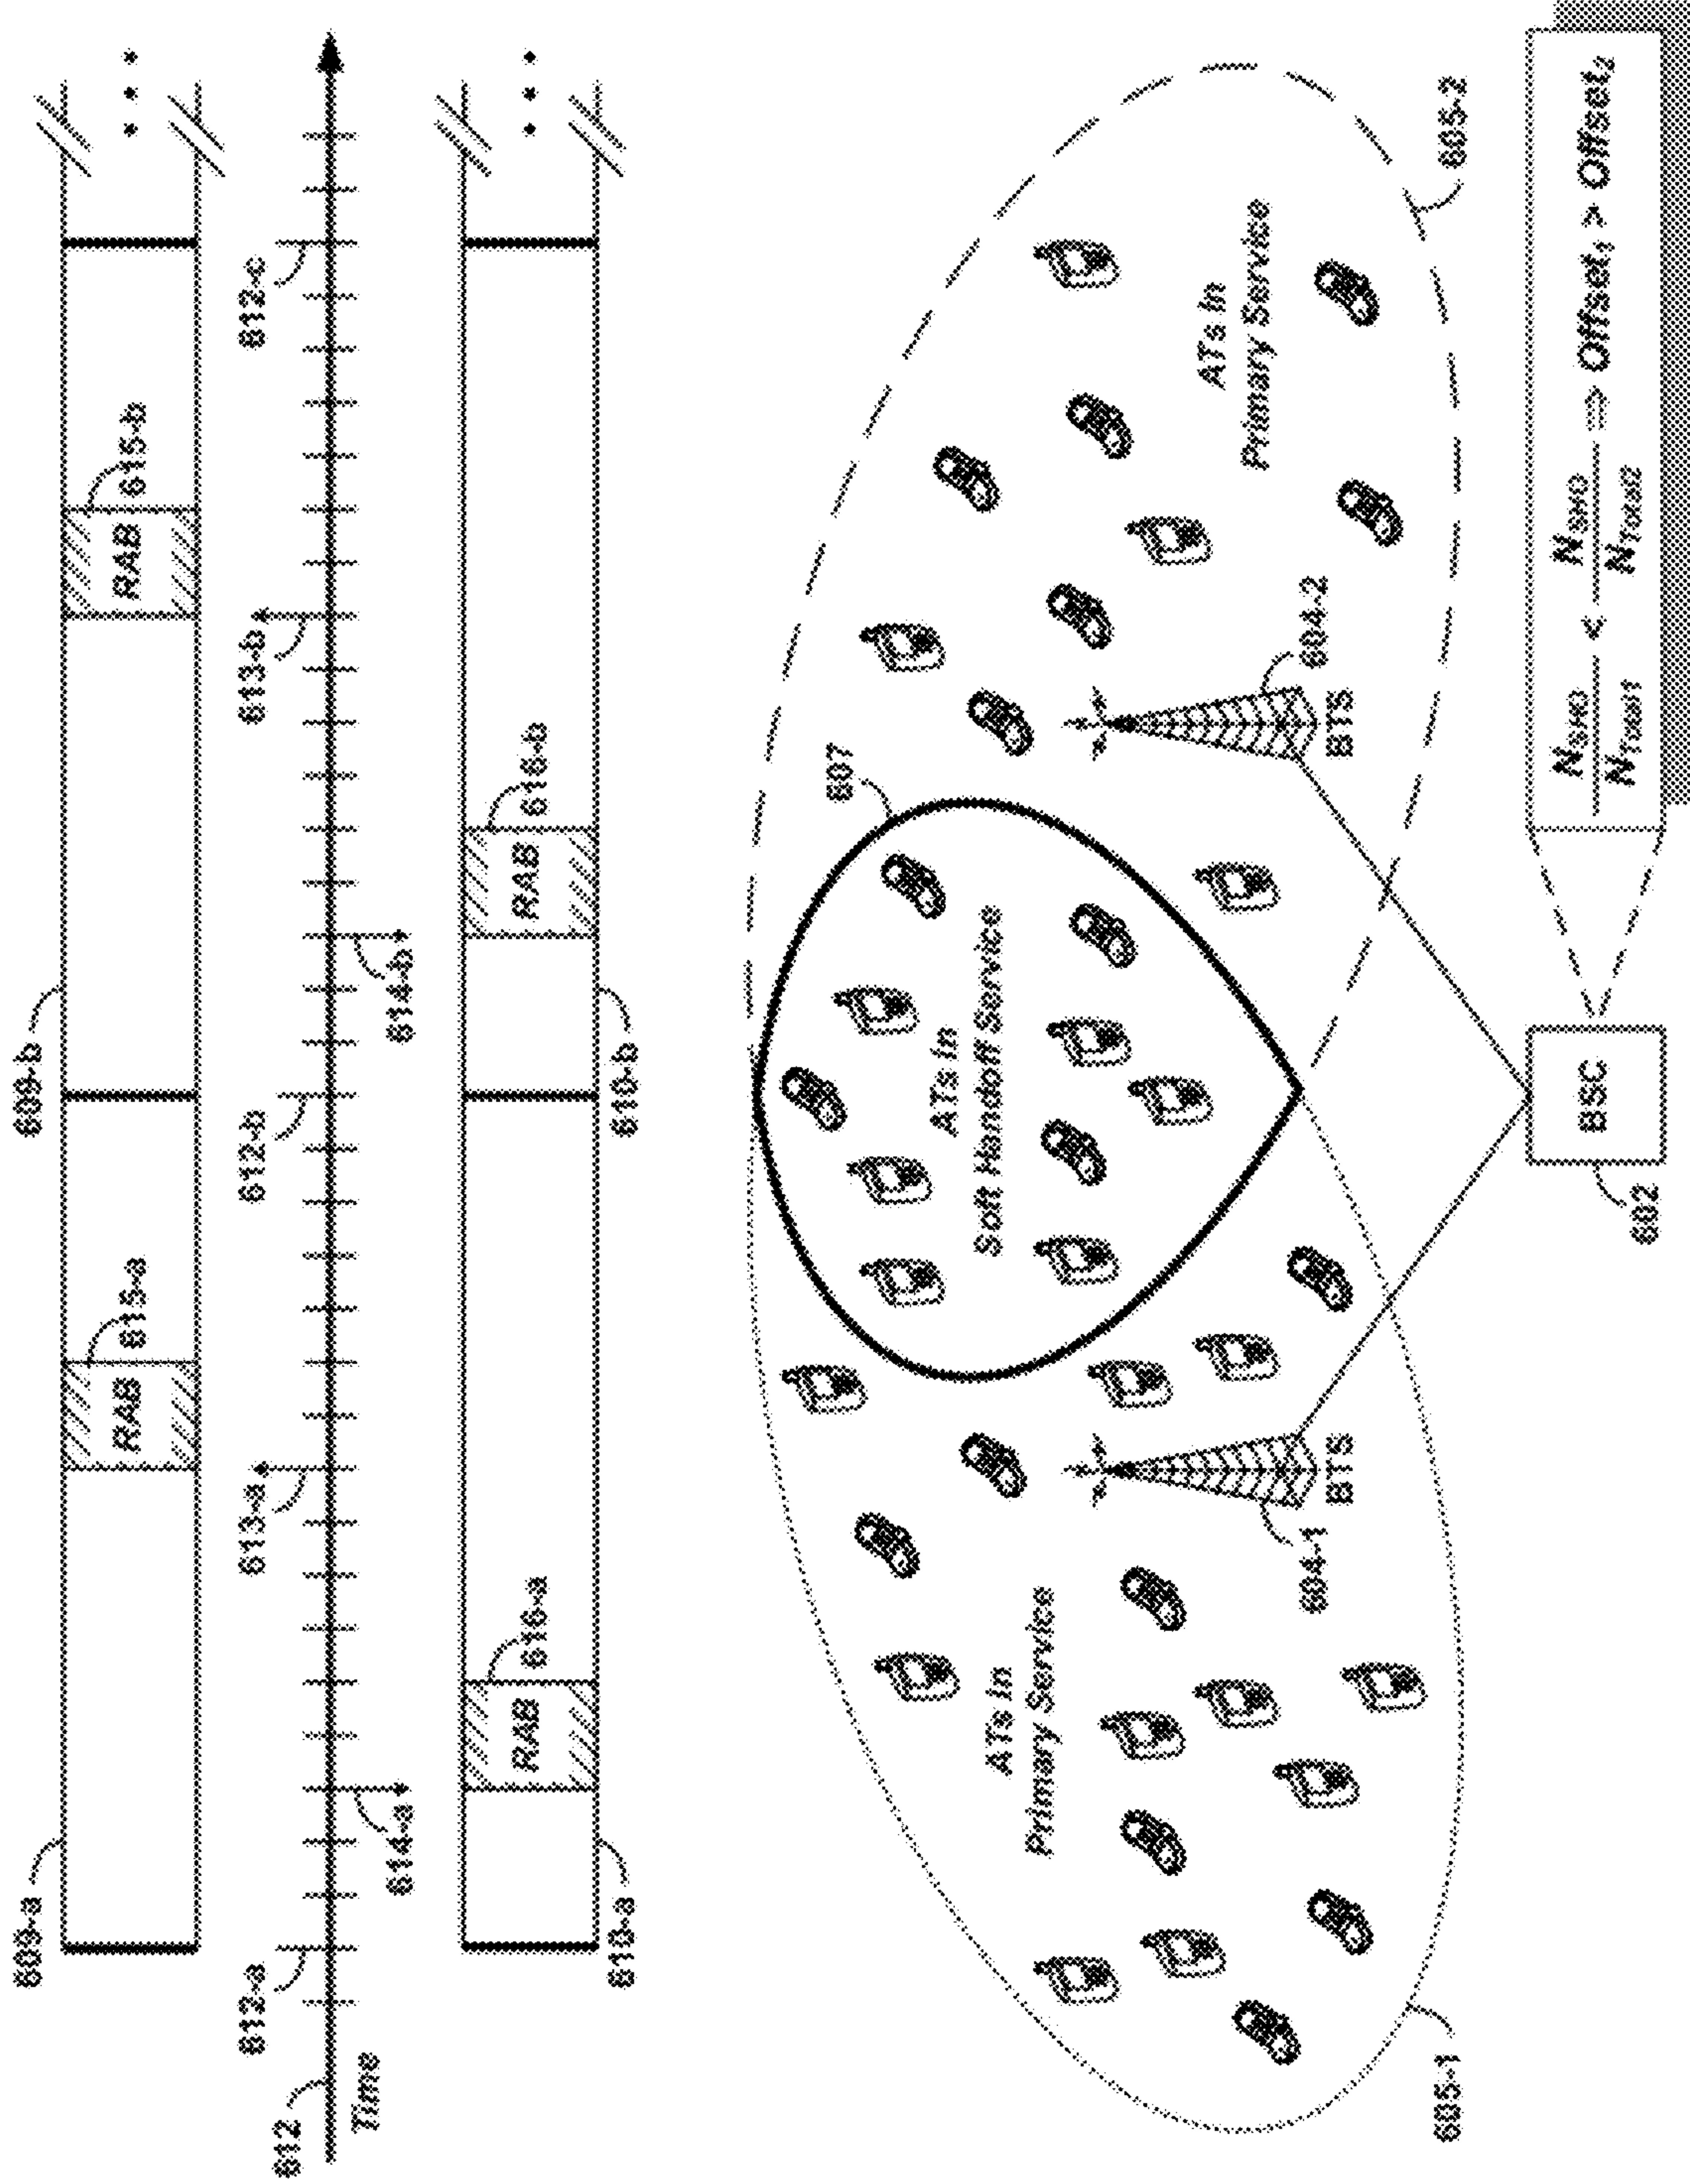 609-a 609-b
RAB 615-a RAB 615-b
612-a 613-a 612-b 613-b 612-c
612
Time
614-a 614-b
RAB 616-a RAB 616-b
610-a 610-b
607
ATs In
Soft Handoff Service
ATs In
Primary Service
ATs In
Primary Service
604-1 604-2
BTS BTS
605-1 605-2
BSC
N_SHO / N_Total1 < N_SHO / N_Total2 => Offset₁ > Offset₂
602